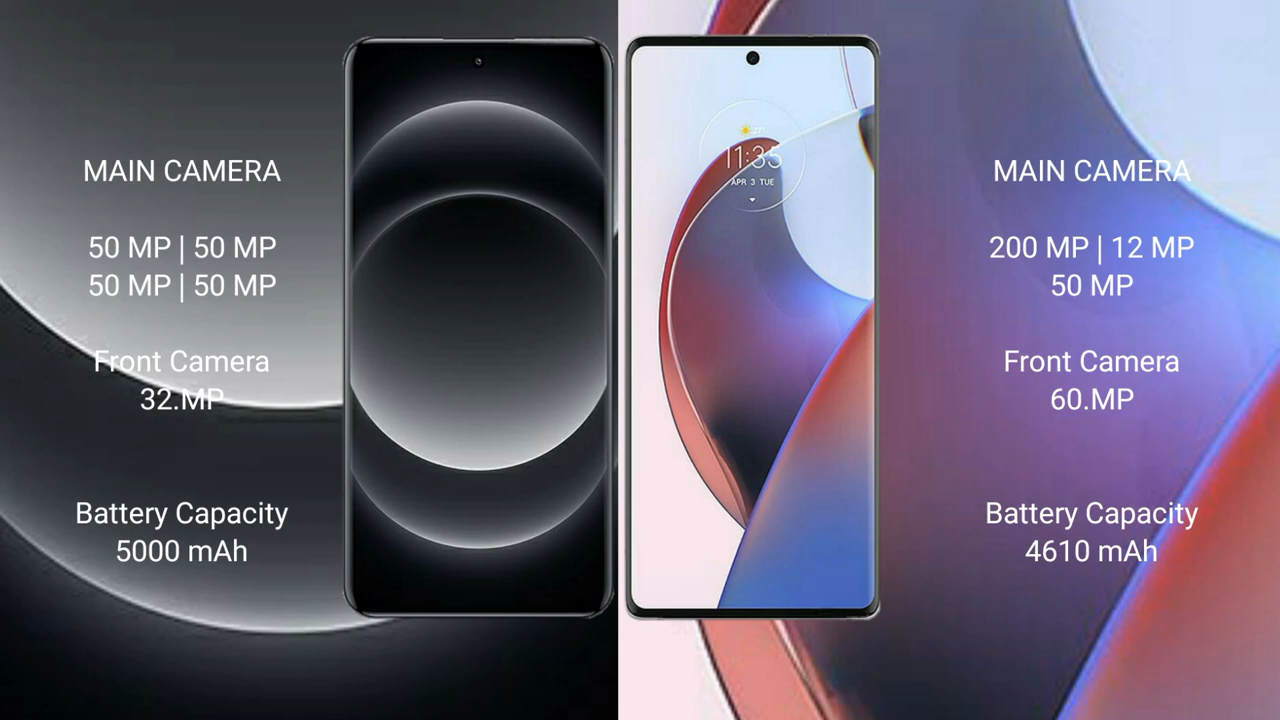 MAIN CAMERA
50 MP | 50 MP
50 MP | 50 MP
Front Camera
32.MP
Battery Capacity
5000 mAh
11:35
APR 3 TUE
MAIN CAMERA
200 MP | 12 MP
50 MP
Front Camera
60.MP
Battery Capacity
4610 mAh